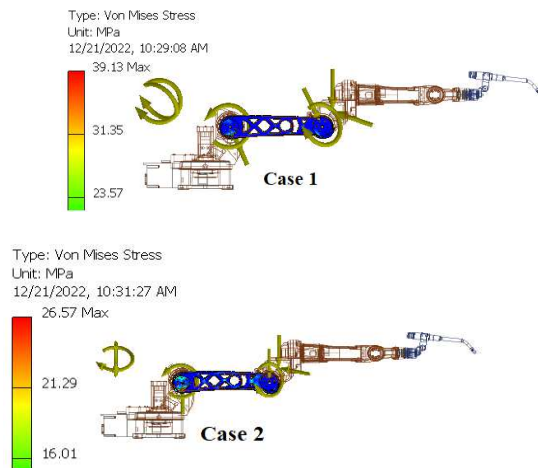 Type: Von Mises Stress
Unit: MPa
12/21/2022, 10:29:08 AM
39.13 Max
31.35
23.57
Case 1
Type: Von Mises Stress
Unit: MPa
12/21/2022, 10:31:27 AM
26.57 Max
21.29
16.01
Case 2